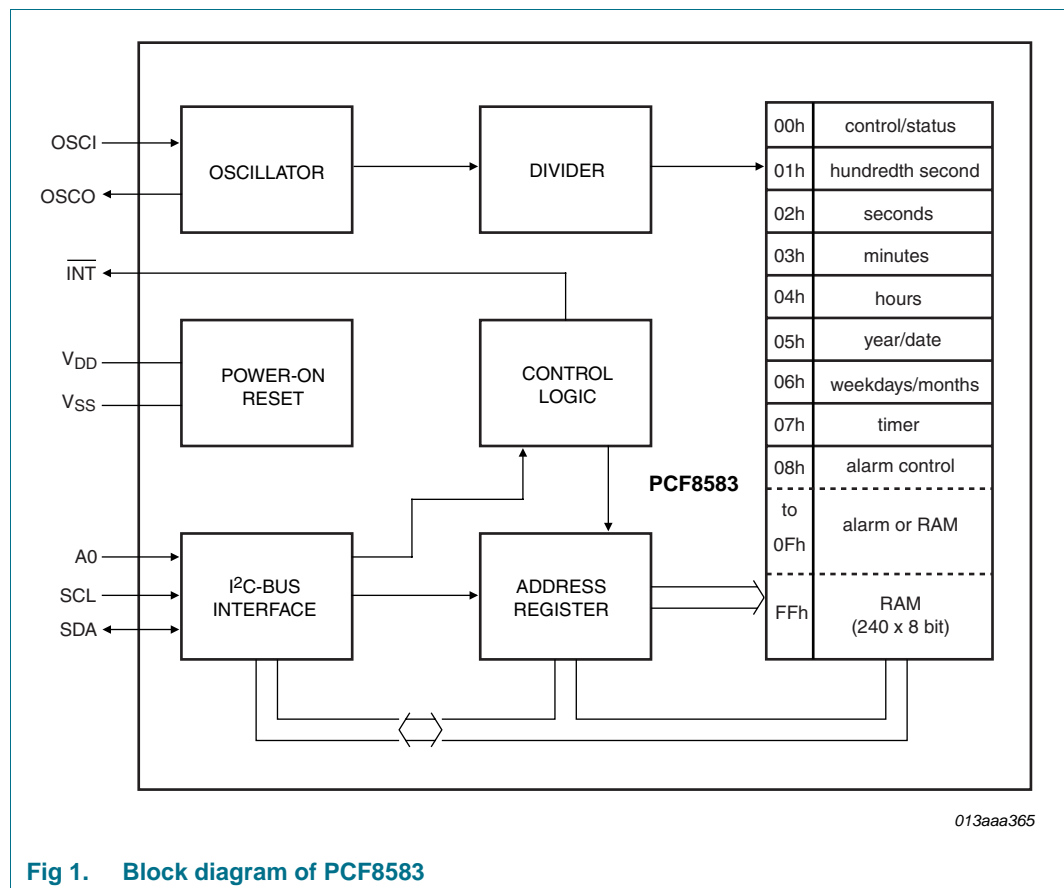 OSCI
OSCO
INT
VDD
VSS
A0
SCL
SDA
OSCILLATOR
DIVIDER
POWER-ON
RESET
CONTROL
LOGIC
PCF8583
I2C-BUS
INTERFACE
ADDRESS
REGISTER
00h control/status
01h hundredth second
02h seconds
03h minutes
04h hours
05h year/date
06h weekdays/months
07h timer
08h alarm control
to
0Fh
alarm or RAM
FFh
RAM
(240 x 8 bit)
013aaa365
Fig 1. Block diagram of PCF8583